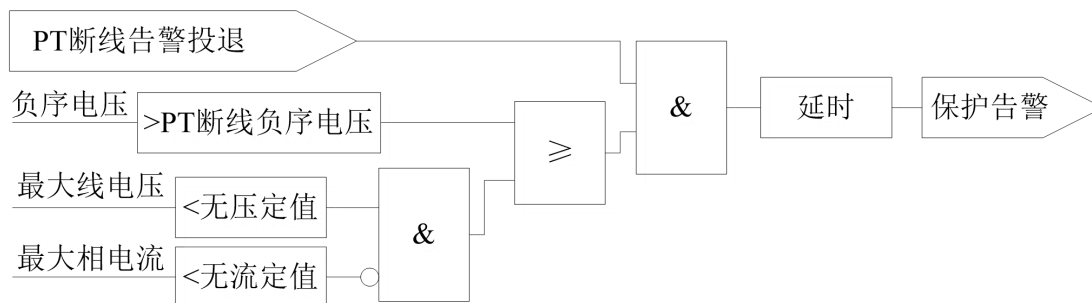 PT断线告警投退
负序电压
>PT断线负序电压
&
延时
保护告警
≥
最大线电压
<无压定值
&
最大相电流
<无流定值